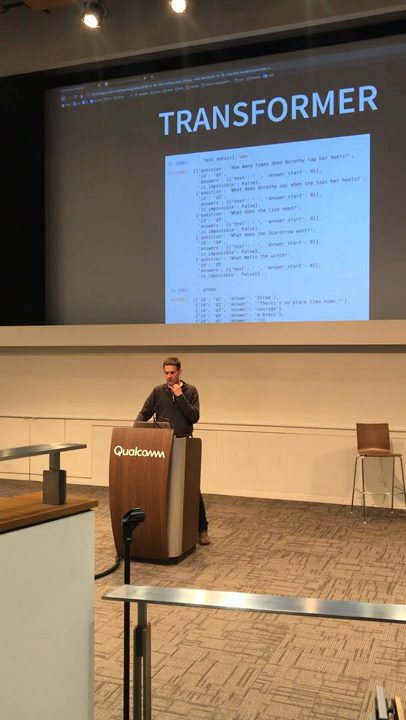 TRANSFORMER
test_data[0]['qas']
[{'question': 'How many times does Dorothy tap her heels?',
'id': 'q1',
'answers': [{'text': ' ', 'answer_start': 0}],
'is_impossible': False},
{'question': 'What does Dorothy say when she taps her heels?',
'id': 'q2',
'answers': [{'text': ' ', 'answer_start': 0}],
'is_impossible': False},
{'question': 'What does the lion need?',
'id': 'q3',
'answers': [{'text': ' ', 'answer_start': 0}],
'is_impossible': False},
{'question': 'What does the Scarecrow want?',
'id': 'q4',
'answers': [{'text': ' ', 'answer_start': 0}],
'is_impossible': False},
{'question': 'What melts the witch?',
'id': 'q5',
'answers': [{'text': ' ', 'answer_start': 0}],
'is_impossible': False}]
preds
[{'id': 'q1', 'answer': 'three'},
{'id': 'q2', 'answer': "There's no place like home."},
{'id': 'q3', 'answer': 'courage'},
{'id': 'q4', 'answer': 'a brain'},
Qualcomm